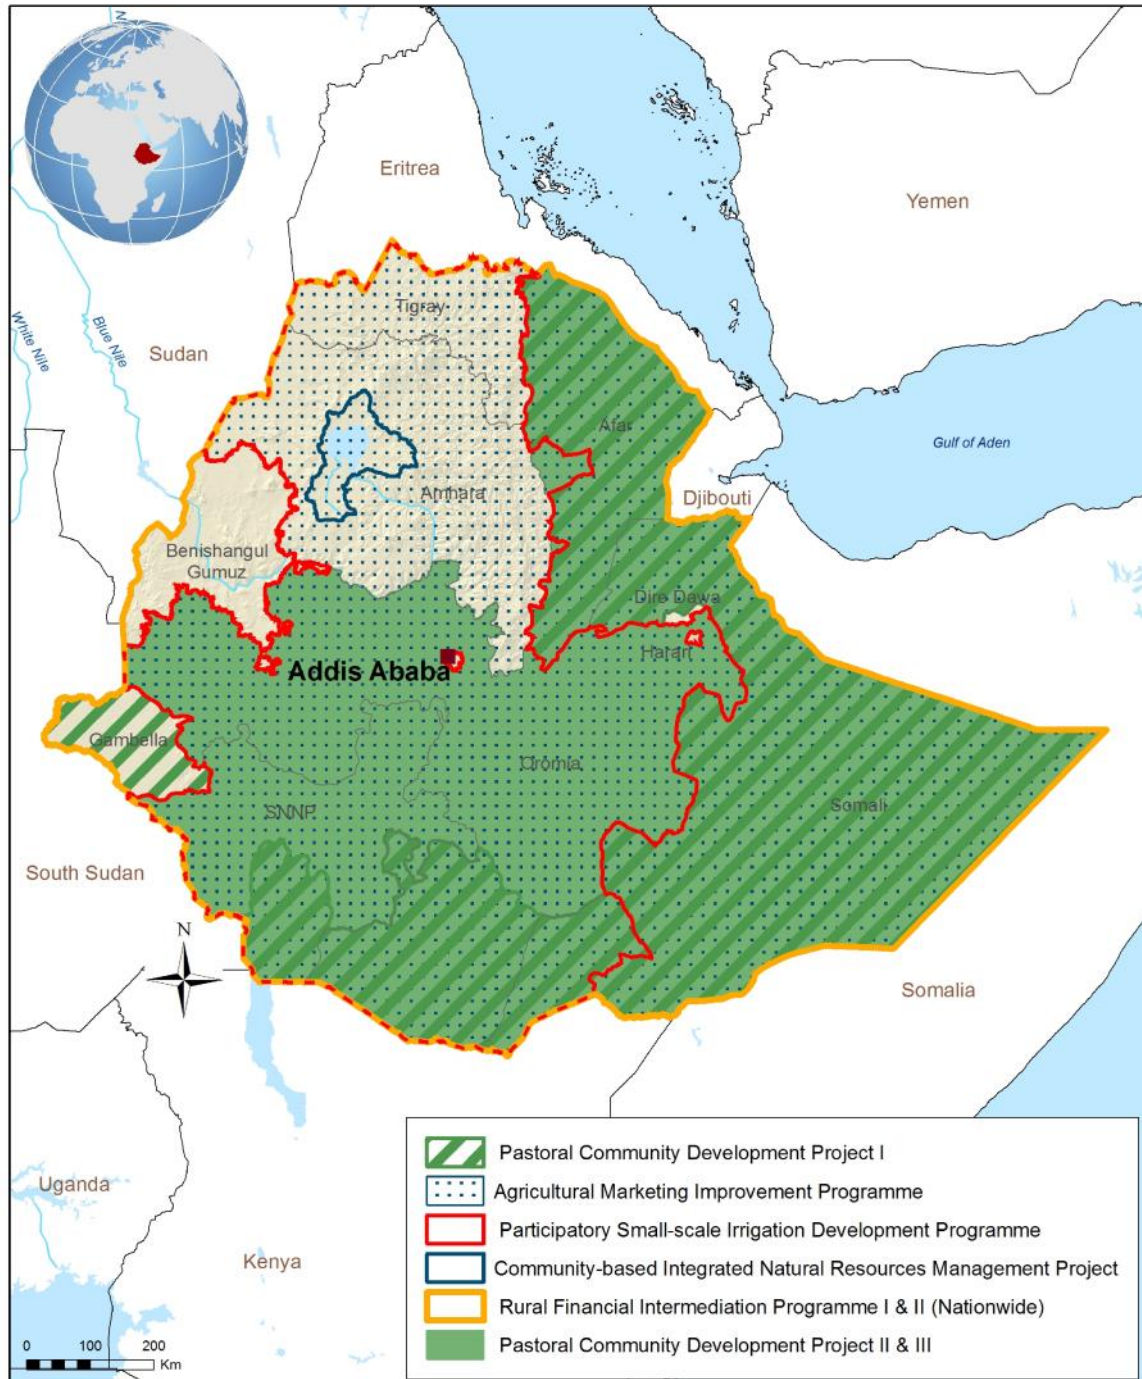 N
Eritrea
Yemen
Tigray
White Nile
Blue Nile
Sudan
Afar
Gulf of Aden
Amhara
Djibouti
Benishangul
Gumuz
Dire Dawa
Harari
Addis Ababa
Gambella
Oromia
Somali
SNNP
South Sudan
N
Somalia
Uganda
Kenya
Pastoral Community Development Project I
Agricultural Marketing Improvement Programme
Participatory Small-scale Irrigation Development Programme
Community-based Integrated Natural Resources Management Project
Rural Financial Intermediation Programme I & II (Nationwide)
Pastoral Community Development Project II & III
0 100 200
Km